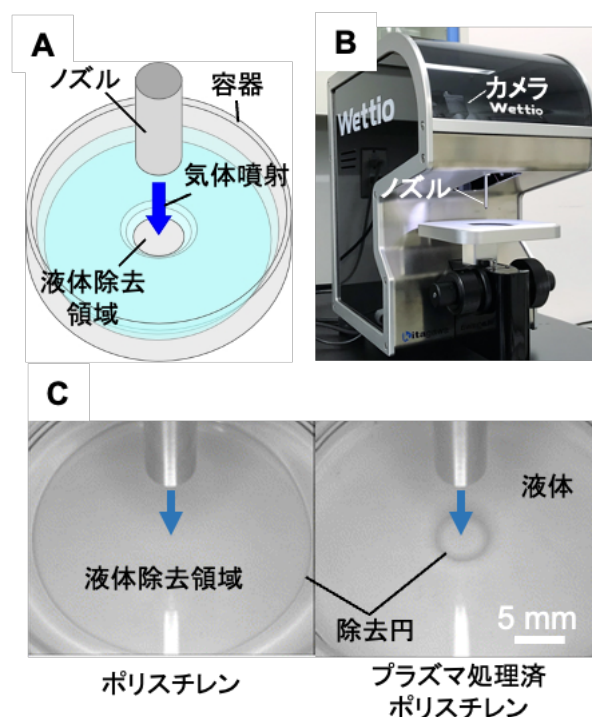 A
ノズル
容器
気体噴射
液体除去
領域
B
カメラ
Wettio
Wettio
ノズル
C
液体除去領域
液体
除去円
5 mm
ポリスチレン
プラズマ処理済
ポリスチレン